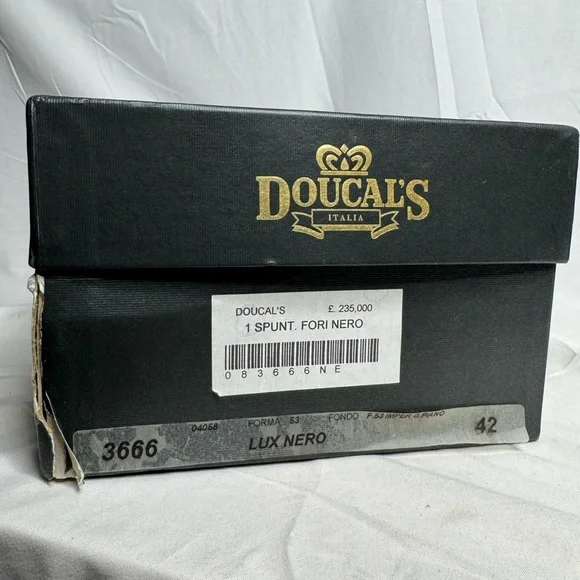 DOUCAL'S
ITALIA
DOUCAL'S £. 235,000
1 SPUNT. FORI NERO
083666NE
04058 FORMA 53 FONDO F.53 IMPER G.PIANO
3666 LUX NERO 42